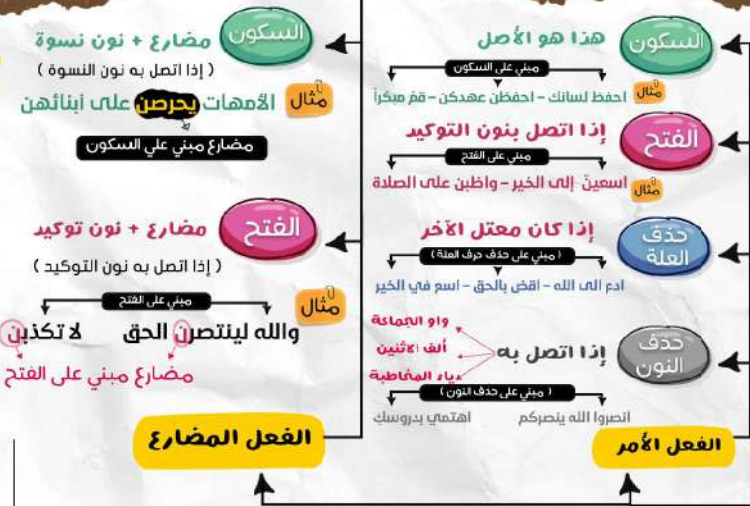 السكون
هذا هو الأصل
مبني على السكون
مثال
احفظ لسانك – احفظن عهدكن – قم مبكراً
الفتح
إذا اتصل بنون التوكيد
مبني على الفتح
مثال
اسعينّ إلى الخير – واظبن على الصلاة
حذف العلة
إذا كان معتل الآخر
( مبني على حذف حرف العلة )
ادع الى الله – اقض بالحق – اسع في الخير
حذف النون
إذا اتصل به
واو الجماعة
ألف الاثنين
ياء المخاطبة
( مبني على حذف النون )
انصروا الله ينصركم
اهتمي بدروسكِ
الفعل الأمر
السكون
مضارع + نون نسوة
( إذا اتصل به نون النسوة )
مثال
الأمهات يحرصن على أبنائهن
مضارع مبني علي السكون
الفتح
مضارع + نون توكيد
( إذا اتصل به نون التوكيد )
مثال
مبني على الفتح
والله لينتصرن الحق
لا تكذبن
مضارع مبني على الفتح
الفعل المضارع